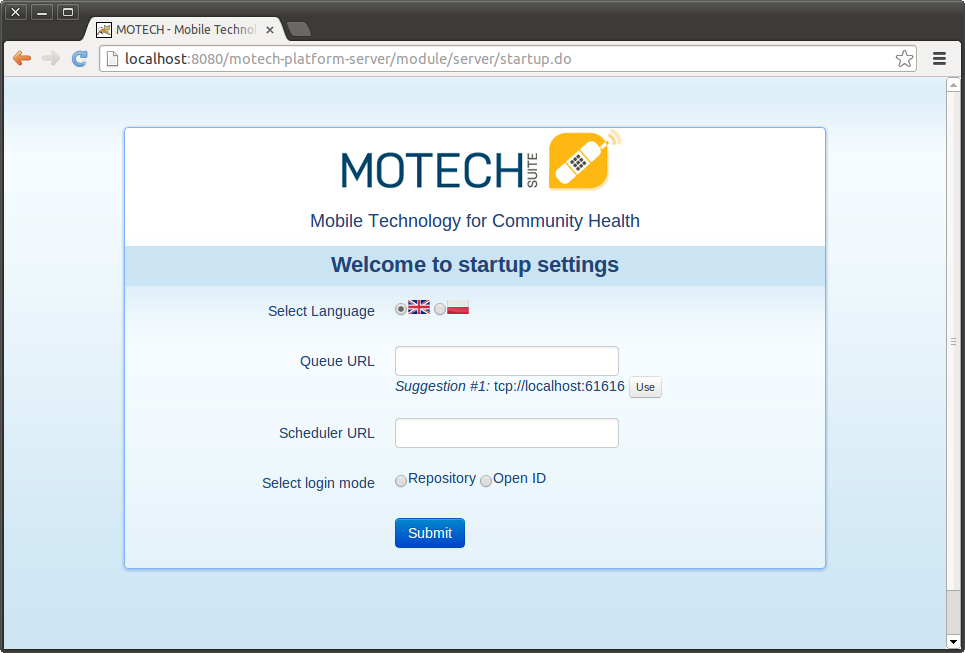 MOTECH - Mobile Technol
localhost:8080/motech-platform-server/module/server/startup.do
MOTECH SUITE
Mobile Technology for Community Health
Welcome to startup settings
Select Language
Queue URL
Suggestion #1: tcp://localhost:61616 Use
Scheduler URL
Select login mode Repository Open ID
Submit